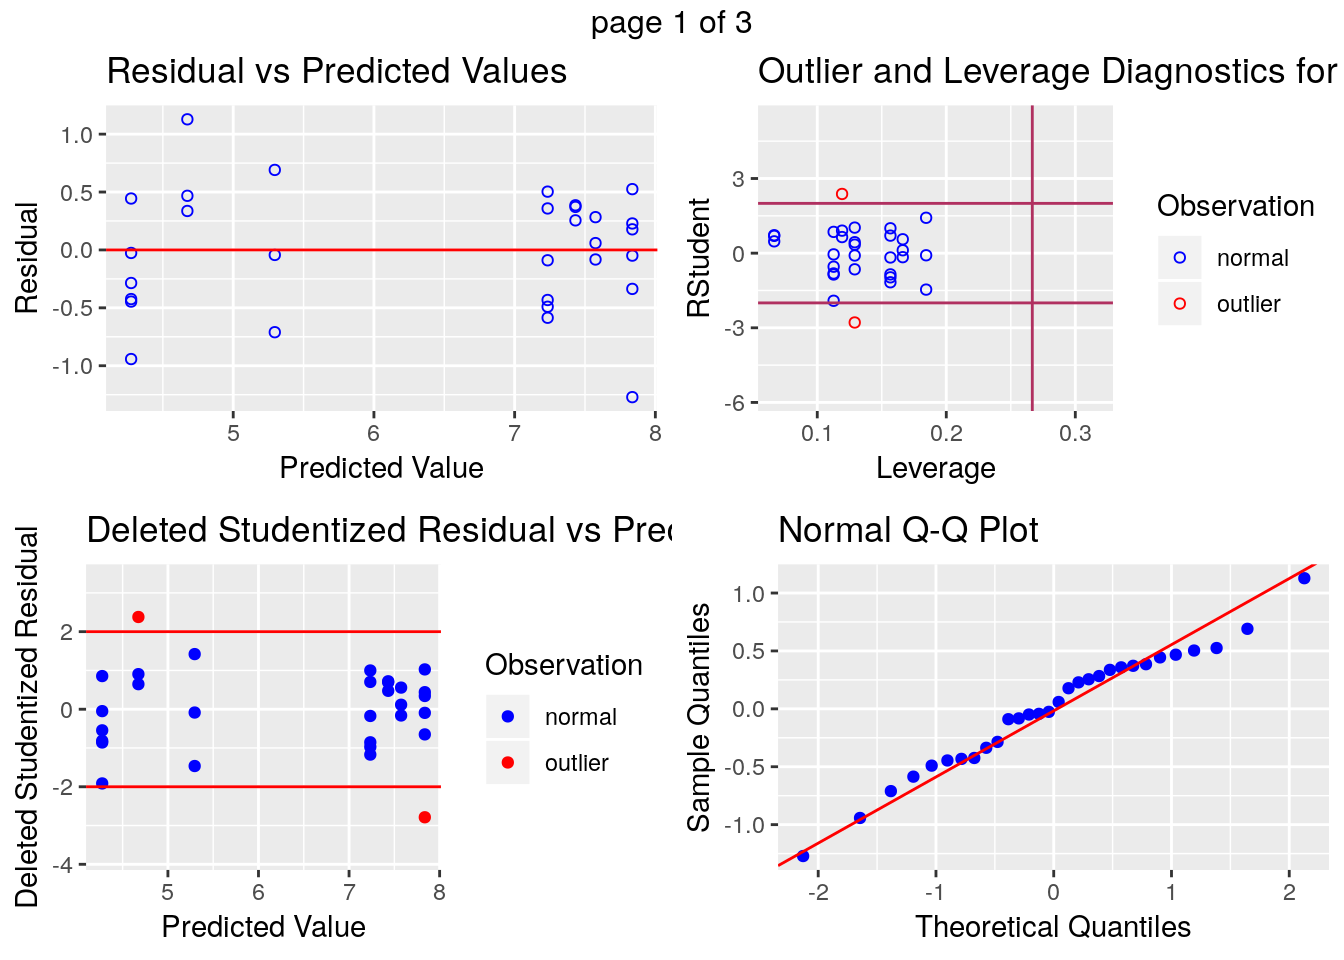 page 1 of 3
Residual vs Predicted Values
1.0
0.5
0.0
-0.5
-1.0
Residual
5 6 7 8
Predicted Value
Outlier and Leverage Diagnostics for
3
0
-3
-6
RStudent
0.1 0.2 0.3
Leverage
Observation
normal
outlier
Deleted Studentized Residual vs Pred
2
0
-2
-4
Deleted Studentized Residual
5 6 7 8
Predicted Value
Observation
normal
outlier
Normal Q-Q Plot
1.0
0.5
0.0
-0.5
-1.0
Sample Quantiles
-2 -1 0 1 2
Theoretical Quantiles